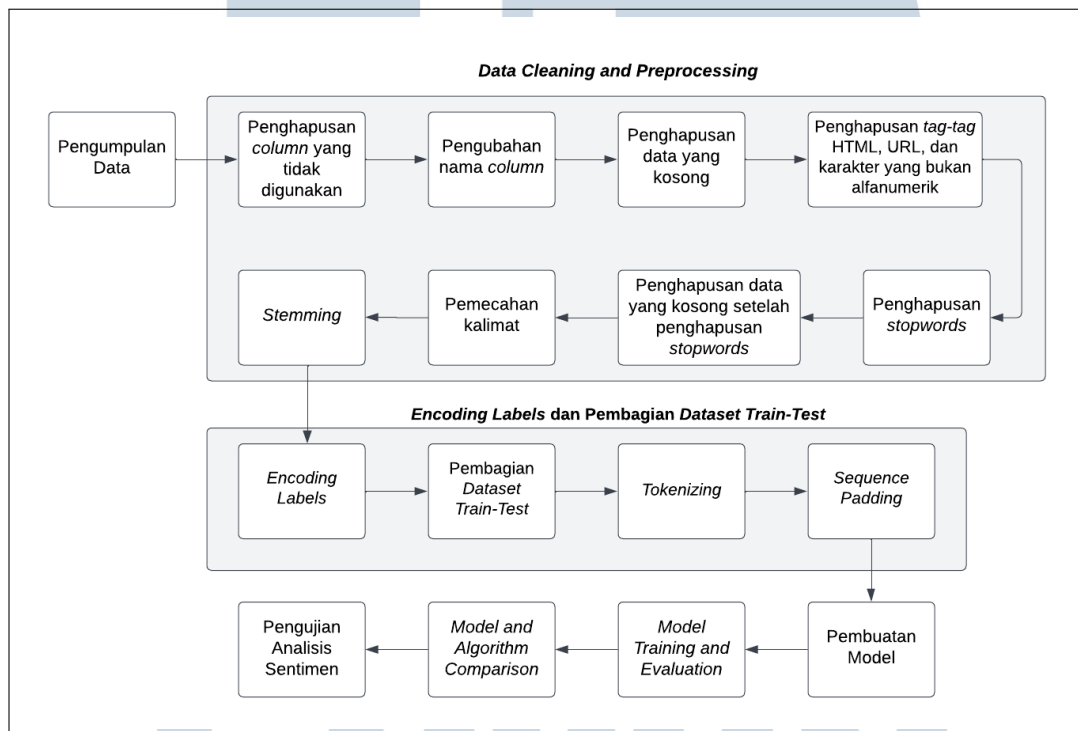 Data Cleaning and Preprocessing
Pengumpulan
Data
Penghapusan
column yang
tidak
digunakan
Pengubahan
nama column
Penghapusan
data yang
kosong
Penghapusan tag-tag
HTML, URL, dan
karakter yang bukan
alfanumerik
Penghapusan
stopwords
Penghapusan data
yang kosong setelah
penghapusan
stopwords
Pemecahan
kalimat
Stemming
Encoding Labels dan Pembagian Dataset Train-Test
Encoding
Labels
Pembagian
Dataset
Train-Test
Tokenizing
Sequence
Padding
Pembuatan
Model
Model
Training and
Evaluation
Model and
Algorithm
Comparison
Pengujian
Analisis
Sentimen